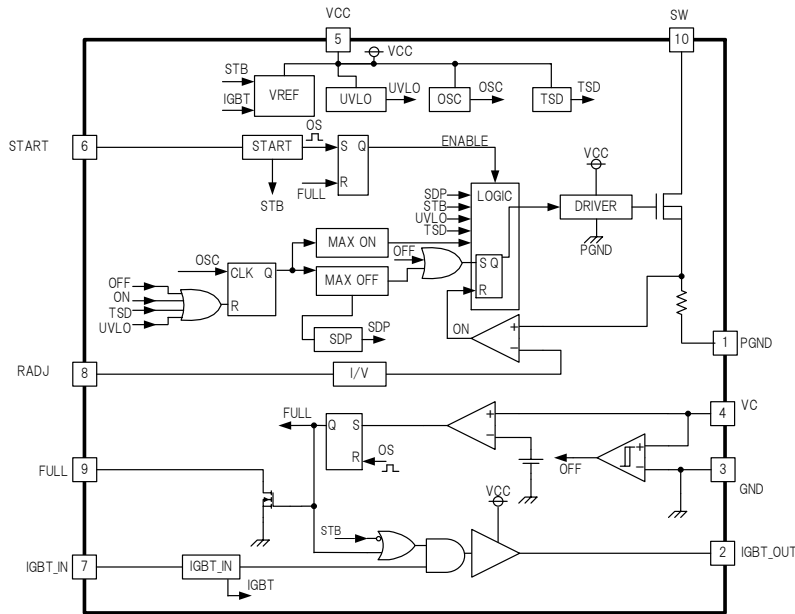 VCC
SW
5
10
VCC
STB
VREF
IGBT
UVLO
UVLO
OSC
OSC
TSD
TSD
START
6
START
OS
S Q
R
FULL
STB
ENABLE
LOGIC
SDP
STB
UVLO
TSD
VCC
DRIVER
PGND
MAX ON
OSC
CLK Q
R
MAX OFF
OFF
S Q
R
OFF
ON
TSD
UVLO
SDP
SDP
ON
+
−
1
PGND
RADJ
8
I/V
FULL
Q S
R
OS
+
−
4
VC
+
−
OFF
3
GND
FULL
9
VCC
STB
IGBT_IN
7
IGBT_IN
IGBT
2
IGBT_OUT